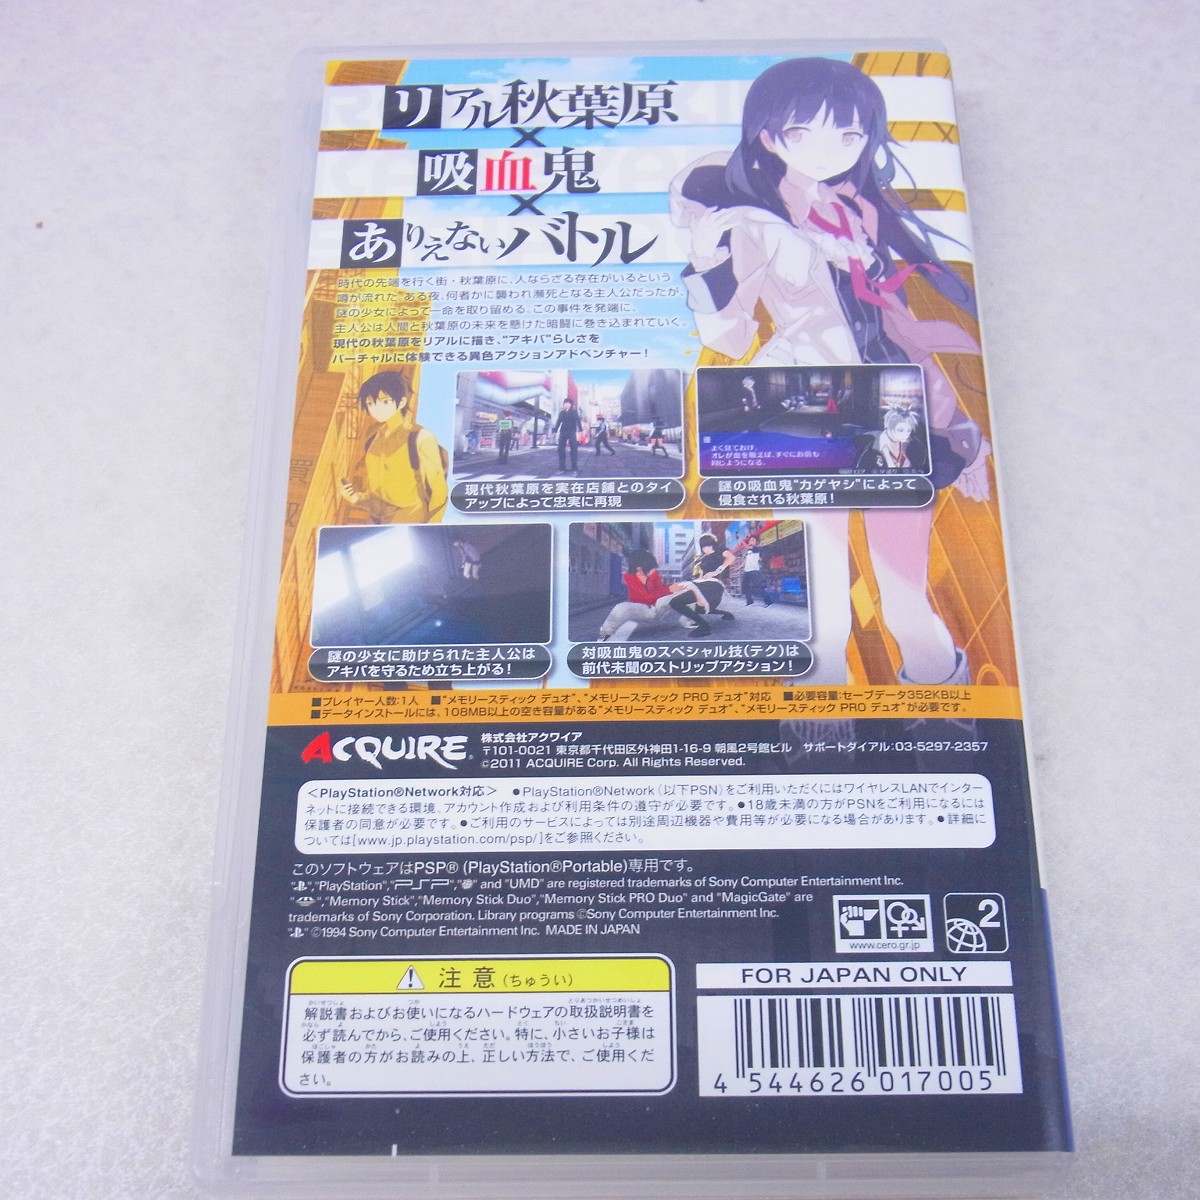 リアル秋葉原
×
吸血鬼
×
ありえないバトル
時代の先端を行く街・秋葉原に、人ならざる存在がいるという
噂が流れた。ある夜、何者かに襲われ瀕死となる主人公だったが、
謎の少女によって一命を取り留める。この事件を発端に、
主人公は人間と秋葉原の未来を懸けた暗闘に巻き込まれていく。
現代の秋葉原をリアルに描き、"アキバ"らしさを
バーチャルに体験できる異色アクションアドベンチャー！
よく見ておけ。
オレが血を吸えば、すぐにお前も
同じようになる。
現代秋葉原を実在店舗とのタイ
アップによって忠実に再現
謎の吸血鬼"カゲヤシ"によって
侵食される秋葉原！
謎の少女に助けられた主人公は
アキバを守るため立ち上がる！
対吸血鬼のスペシャル技(テク)は
前代未聞のストリップアクション！
■プレイヤー人数:1人 ■"メモリースティック デュオ"、"メモリースティック PRO デュオ"対応 ■必要容量:セーブデータ352KB以上
■データインストールには、108MB以上の空き容量がある"メモリースティック デュオ"、"メモリースティック PRO デュオ"が必要です。
ACQUIRE® 株式会社アクワイア
〒101-0021 東京都千代田区外神田1-16-9 朝風2号館ビル サポートダイアル:03-5297-2357
©2011 ACQUIRE Corp. All Rights Reserved.
＜PlayStation®Network対応＞ ●PlayStation®Network (以下PSN)をご利用いただくにはワイヤレスLANでインター
ネットに接続できる環境、アカウント作成および利用条件の遵守が必要です。●18歳未満の方がPSNをご利用になるには
保護者の同意が必要です。●ご利用のサービスによっては別途周辺機器や費用等が必要になる場合があります。●詳細に
ついては[www.jp.playstation.com/psp/]をご参照ください。
このソフトウェアはPSP® (PlayStation®Portable)専用です。
"PlayStation","PSP", and "UMD" are registered trademarks of Sony Computer Entertainment Inc.
"Memory Stick","Memory Stick Duo","Memory Stick PRO Duo" and "MagicGate" are
trademarks of Sony Corporation. Library programs ©Sony Computer Entertainment Inc.
©1994 Sony Computer Entertainment Inc. MADE IN JAPAN
www.cero.gr.jp
2
注意(ちゅうい)
解説書およびお使いになるハードウェアの取扱説明書を
必ず読んでから、ご使用ください。特に、小さいお子様は
保護者の方がお読みの上、正しい方法で、ご使用くだ
さい。
FOR JAPAN ONLY
4 544626 017005